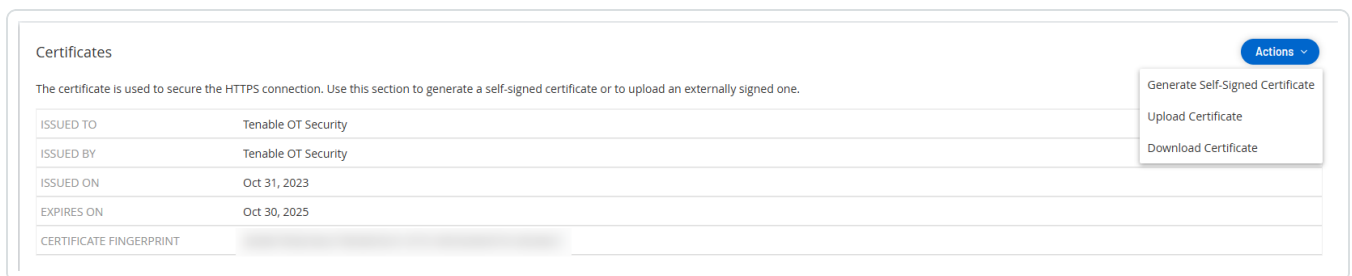 Certificates
Actions
The certificate is used to secure the HTTPS connection. Use this section to generate a self-signed certificate or to upload an externally signed one.
Generate Self-Signed Certificate
Upload Certificate
Download Certificate
ISSUED TO Tenable OT Security
ISSUED BY Tenable OT Security
ISSUED ON Oct 31, 2023
EXPIRES ON Oct 30, 2025
CERTIFICATE FINGERPRINT